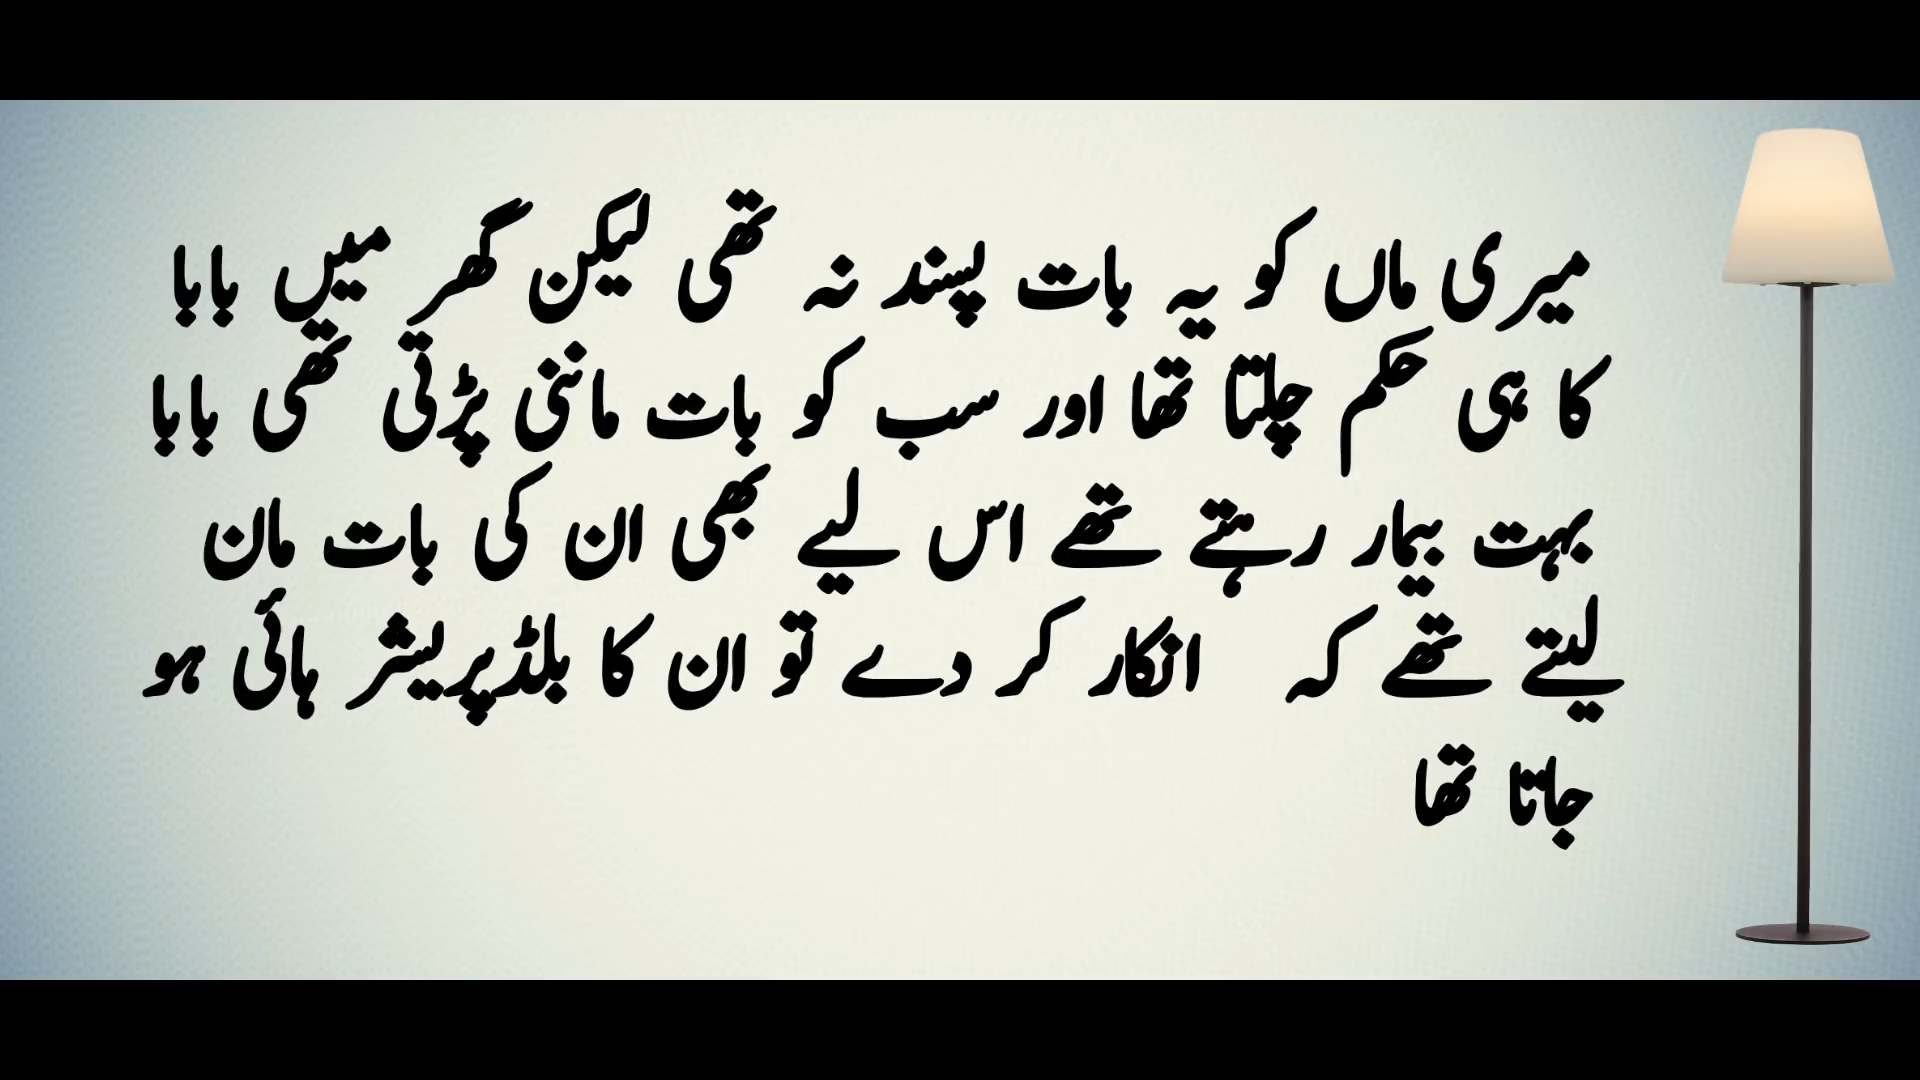 میری ماں کو یہ بات پسند نہ تھی لیکن گھر میں بابا
کا ہی حکم چلتا تھا اور سب کو بات ماننی پڑتی تھی بابا
بہت بیمار رہتے تھے اس لیے بھی ان کی بات مان
لیتے تھے کہ انکار کر دے تو ان کا بلڈپریشر ہائی ہو
جاتا تھا